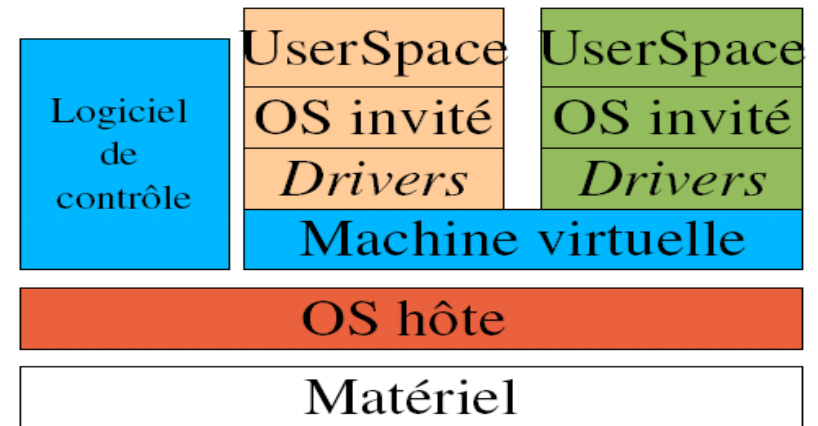 UserSpace
UserSpace
Logiciel
de
contrôle
OS invité
OS invité
Drivers
Drivers
Machine virtuelle
OS hôte
Matériel